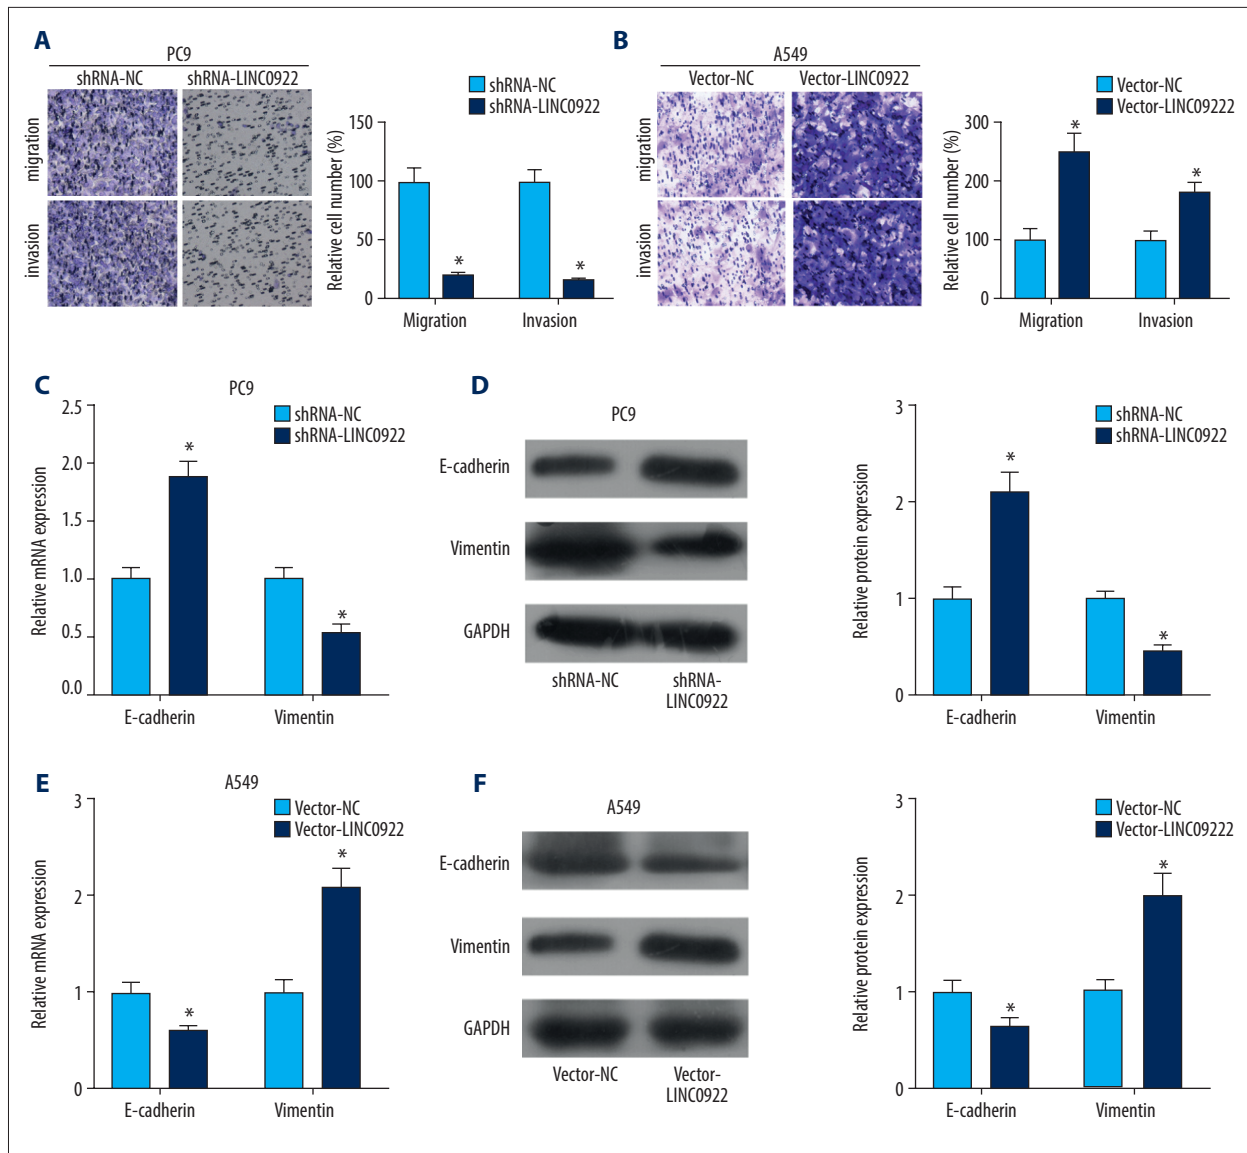 A
PC9
shRNA-NC
shRNA-LINC0922
migration
invasion
shRNA-NC
shRNA-LINC0922
Relative cell number (%)
150
100
50
0
*
*
Migration
Invasion
B
A549
Vector-NC
Vector-LINC0922
migration
invasion
Vector-NC
Vector-LINC09222
Relative cell number (%)
300
200
100
0
*
*
Migration
Invasion
C
PC9
shRNA-NC
shRNA-LINC0922
Relative mRNA expression
2.5
2.0
1.5
1.0
0.5
0.0
*
*
E-cadherin
Vimentin
D
PC9
E-cadherin
Vimentin
GAPDH
shRNA-NC
shRNA-
LINC0922
shRNA-NC
shRNA-LINC0922
Relative protein expression
3
2
1
0
*
*
E-cadherin
Vimentin
E
A549
Vector-NC
Vector-LINC0922
Relative mRNA expression
3
2
1
0
*
*
E-cadherin
Vimentin
F
A549
E-cadherin
Vimentin
GAPDH
Vector-NC
Vector-
LINC0922
Vector-NC
Vector-LINC09222
Relative protein expression
3
2
1
0
*
*
E-cadherin
Vimentin